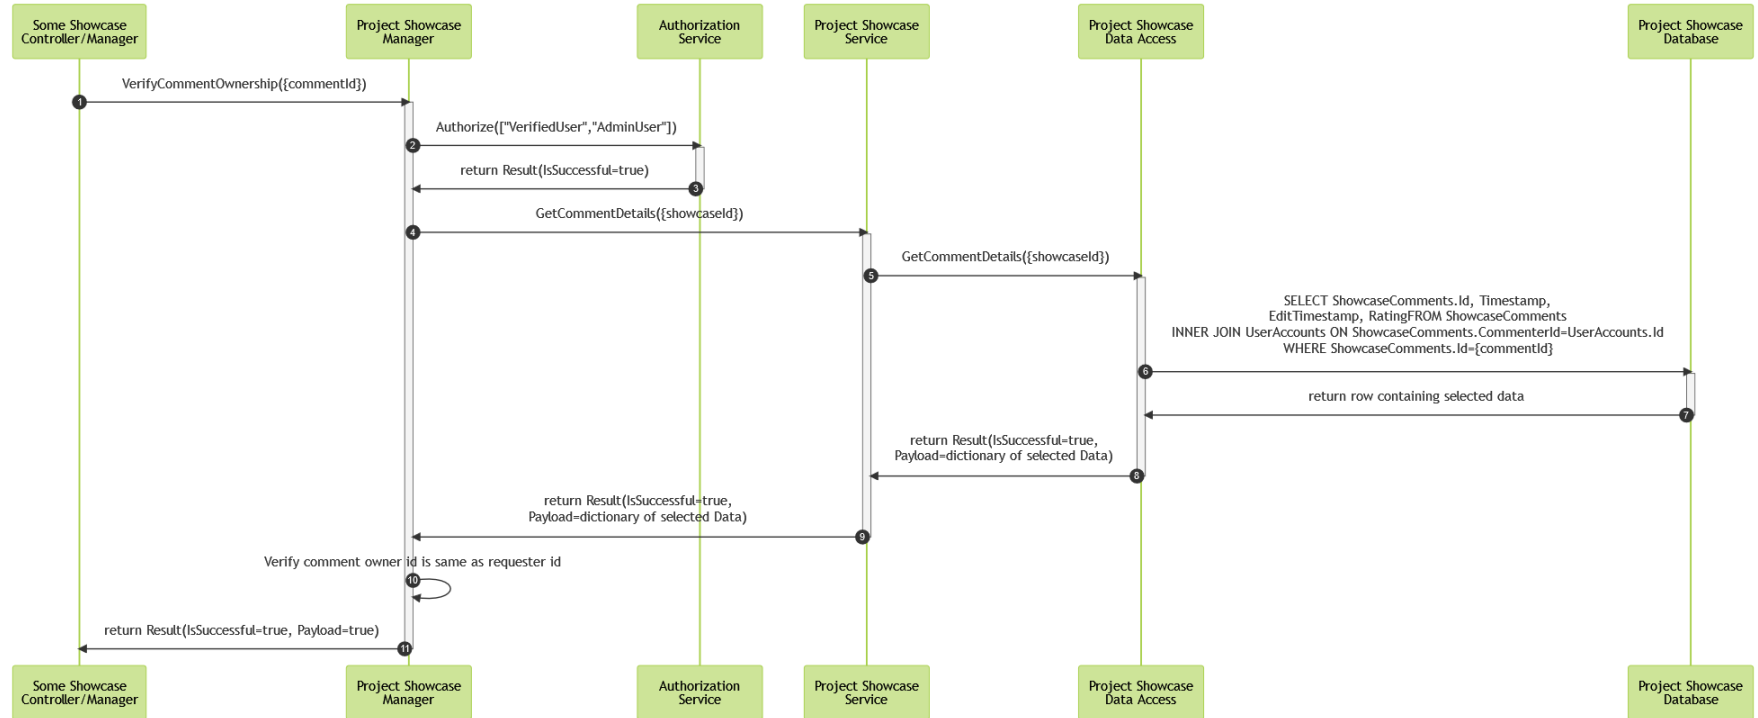 Some Showcase
Controller/Manager
Project Showcase
Manager
Authorization
Service
Project Showcase
Service
Project Showcase
Data Access
Project Showcase
Database
VerifyCommentOwnership({commentId})
1
Authorize(["VerifiedUser","AdminUser"])
2
return Result(IsSuccessful=true)
3
GetCommentDetails({showcaseId})
4
GetCommentDetails({showcaseId})
5
SELECT ShowcaseComments.Id, Timestamp,
EditTimestamp, RatingFROM ShowcaseComments
INNER JOIN UserAccounts ON ShowcaseComments.CommenterId=UserAccounts.Id
WHERE ShowcaseComments.Id={commentId}
6
return row containing selected data
7
return Result(IsSuccessful=true,
Payload=dictionary of selected Data)
8
return Result(IsSuccessful=true,
Payload=dictionary of selected Data)
9
Verify comment owner id is same as requester id
10
return Result(IsSuccessful=true, Payload=true)
11
Some Showcase
Controller/Manager
Project Showcase
Manager
Authorization
Service
Project Showcase
Service
Project Showcase
Data Access
Project Showcase
Database